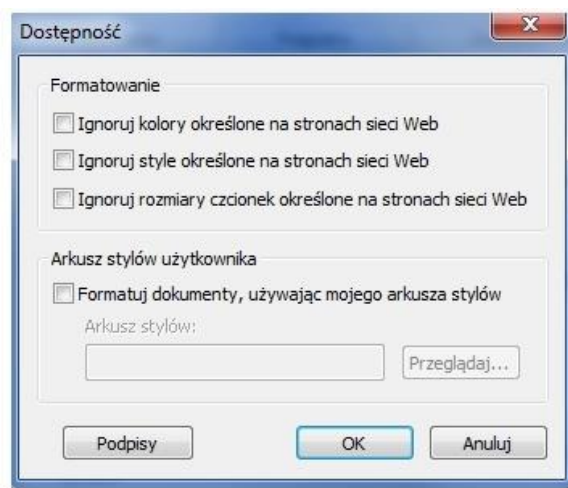 Dostępność
Formatowanie
Ignoruj kolory określone na stronach sieci Web
Ignoruj style określone na stronach sieci Web
Ignoruj rozmiary czcionek określone na stronach sieci Web
Arkusz stylów użytkownika
Formatuj dokumenty, używając mojego arkusza stylów
Arkusz stylów:
Przeglądaj...
Podpisy OK Anuluj